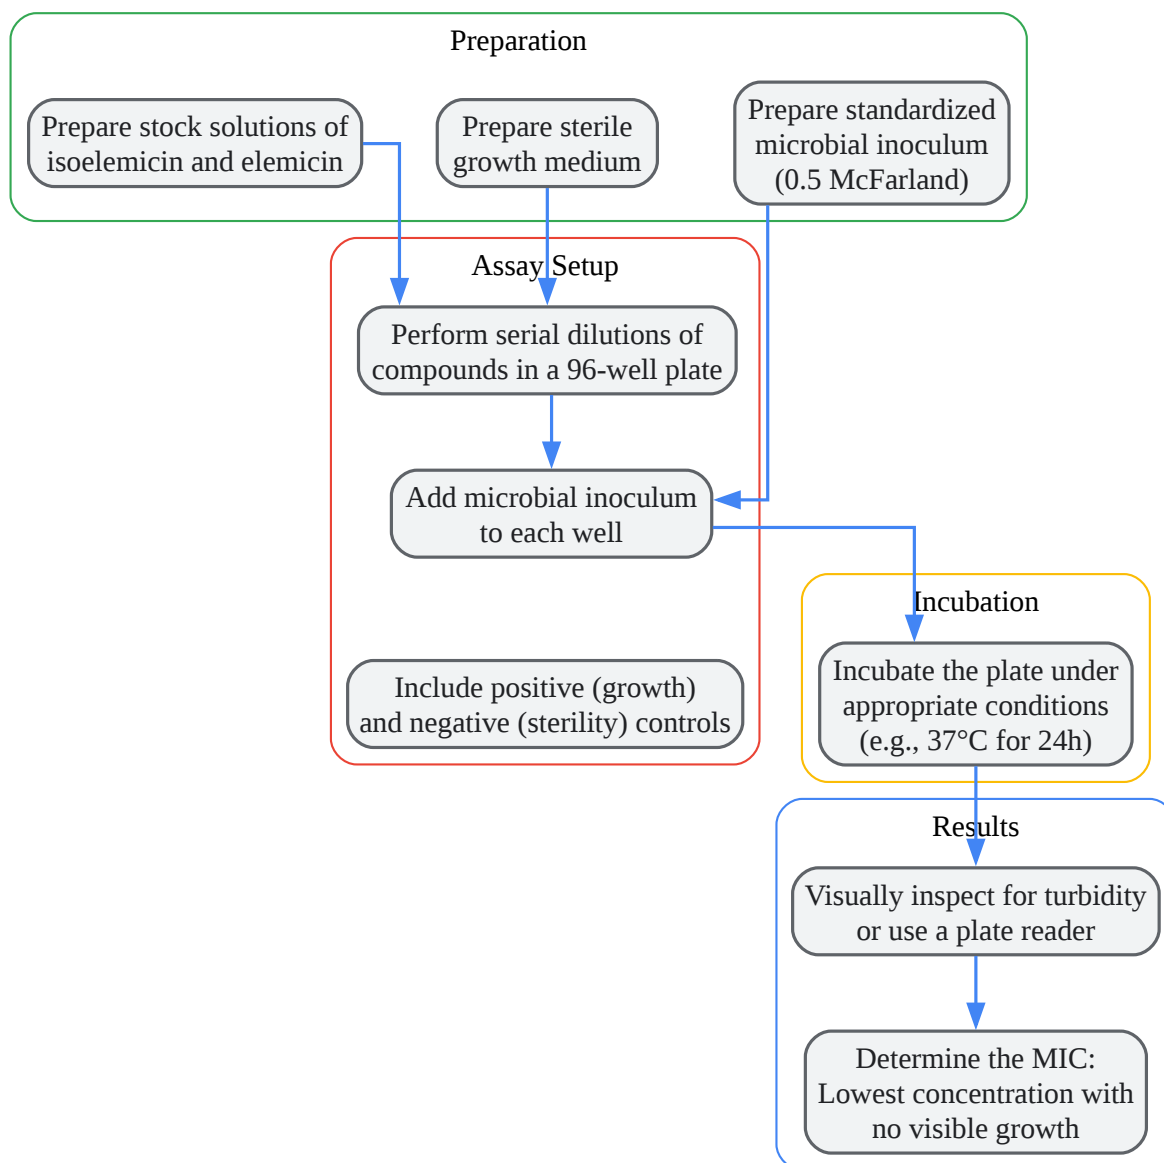 Preparation
Prepare stock solutions of
isoelemicin and elemicin
Prepare sterile
growth medium
Prepare standardized
microbial inoculum
(0.5 McFarland)
Assay Setup
Perform serial dilutions of
compounds in a 96-well plate
Add microbial inoculum
to each well
Include positive (growth)
and negative (sterility) controls
Incubation
Incubate the plate under
appropriate conditions
(e.g., 37°C for 24h)
Results
Visually inspect for turbidity
or use a plate reader
Determine the MIC:
Lowest concentration with
no visible growth